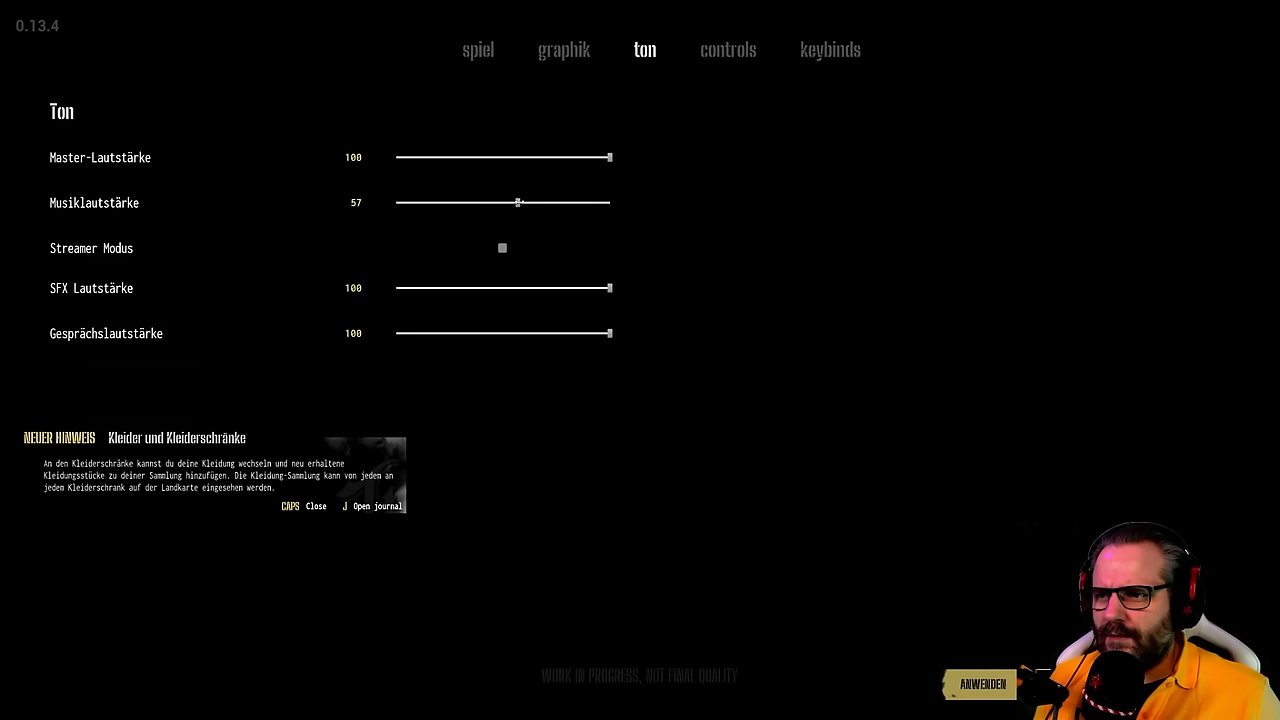 0.13.4
spiel graphik ton controls keybinds
Ton
Master-Lautstärke 100
Musiklautstärke 57
Streamer Modus
SFX Lautstärke 100
Gesprächslautstärke 100
NEUER HINWEIS Kleider und Kleiderschränke
An den Kleiderschränke kannst du deine Kleidung wechseln und neu erhaltene
Kleidungsstücke zu deiner Sammlung hinzufügen. Die Kleidung-Sammlung kann von jedem an
jedem Kleiderschrank auf der Landkarte eingesehen werden.
CAPS Close J Open journal
WORK IN PROGRESS, NOT FINAL QUALITY
ANWENDEN